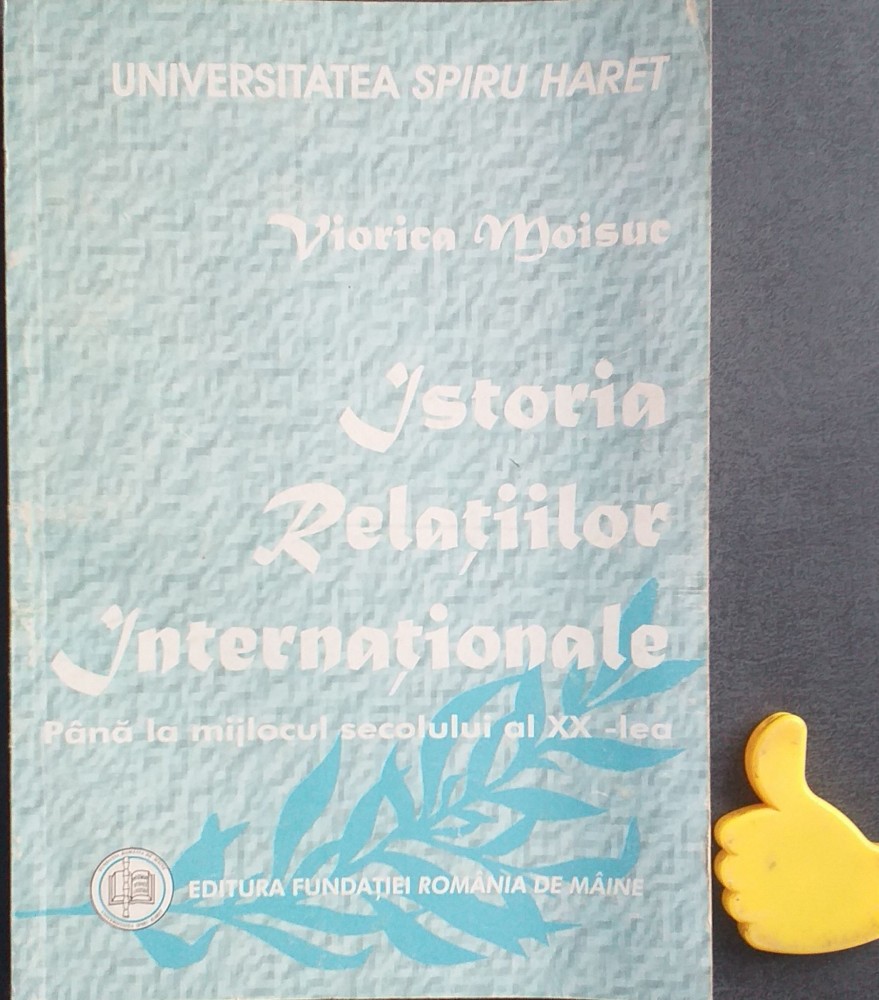 UNIVERSITATEA SPIRU HARET
Viorica Moisuc
Istoria
Relațiilor
Internaționale
Până la mijlocul secolului al XX -lea
EDITURA FUNDAȚIEI ROMÂNIA DE MÂINE